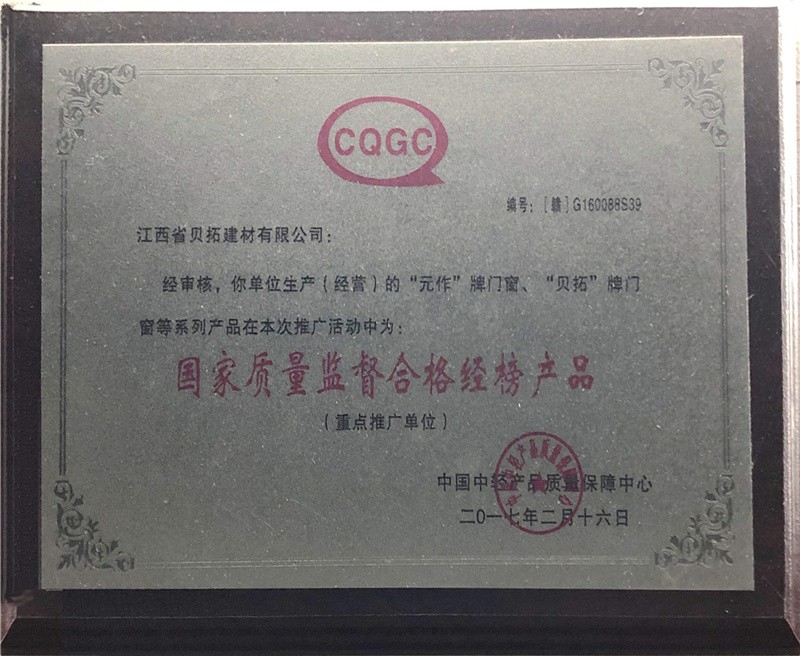 CQGC
编号：[赣]G160088S39
江西省贝拓建材有限公司：
经审核，你单位生产（经营）的“元作”牌门窗、“贝拓”牌门
窗等系列产品在本次推广活动中为：
国家质量监督合格经榜产品
（重点推广单位）
中国中轻产品质量保障中心
二0一七年二月十六日